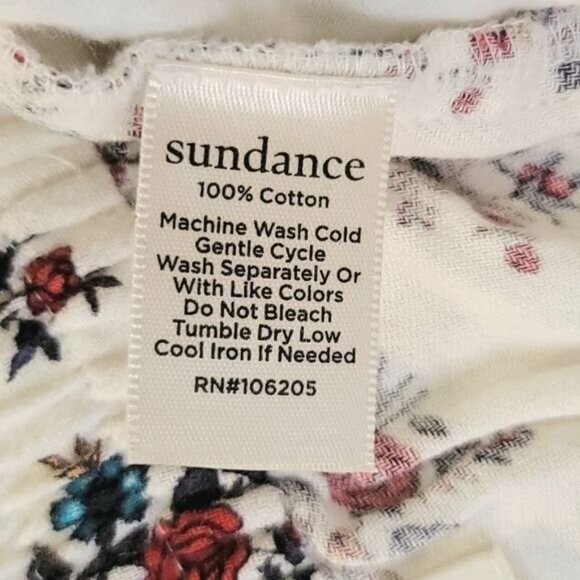 sundance
100% Cotton
Machine Wash Cold
Gentle Cycle
Wash Separately Or
With Like Colors
Do Not Bleach
Tumble Dry Low
Cool Iron If Needed
RN#106205